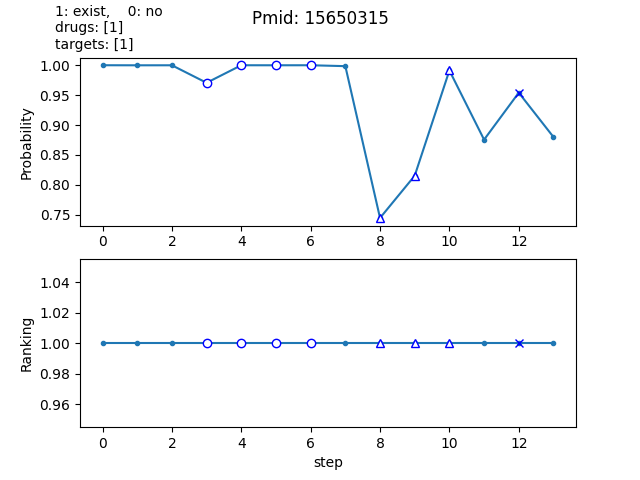 1: exist,    0: no
Pmid: 15650315
drugs: [1]
targets: [1]
1.00
0.95
0.90
0.85
0.80
0.75
Probability
0 2 4 6 8 10 12
1.04
1.02
1.00
0.98
0.96
Ranking
0 2 4 6 8 10 12
step